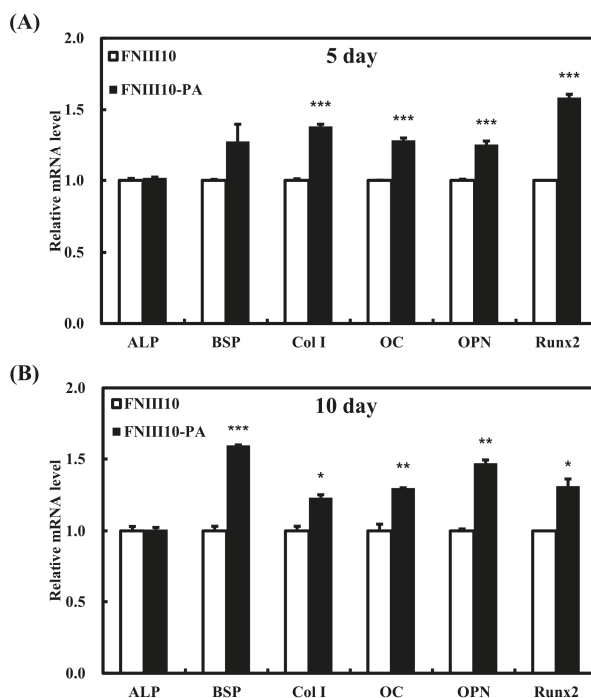 (A)
2.0
5 day
FNIII10
FNIII10-PA
1.5
1.0
0.5
0.0
Relative mRNA level
*** *** *** ***
ALP BSP Col I OC OPN Runx2
(B)
2.0
10 day
FNIII10
FNIII10-PA
1.5
1.0
0.5
0.0
Relative mRNA level
*** * ** ** *
ALP BSP Col I OC OPN Runx2